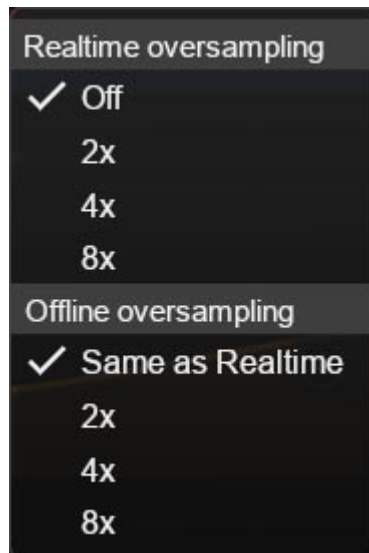 Realtime oversampling
Off
2x
4x
8x
Offline oversampling
Same as Realtime
2x
4x
8x